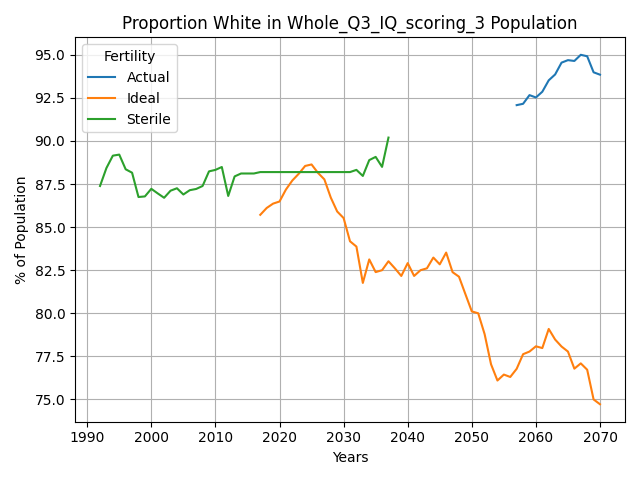 Proportion White in Whole_Q3_IQ_scoring_3 Population
Fertility
Actual
Ideal
Sterile
% of Population
95.0
92.5
90.0
87.5
85.0
82.5
80.0
77.5
75.0
1990 2000 2010 2020 2030 2040 2050 2060 2070
Years